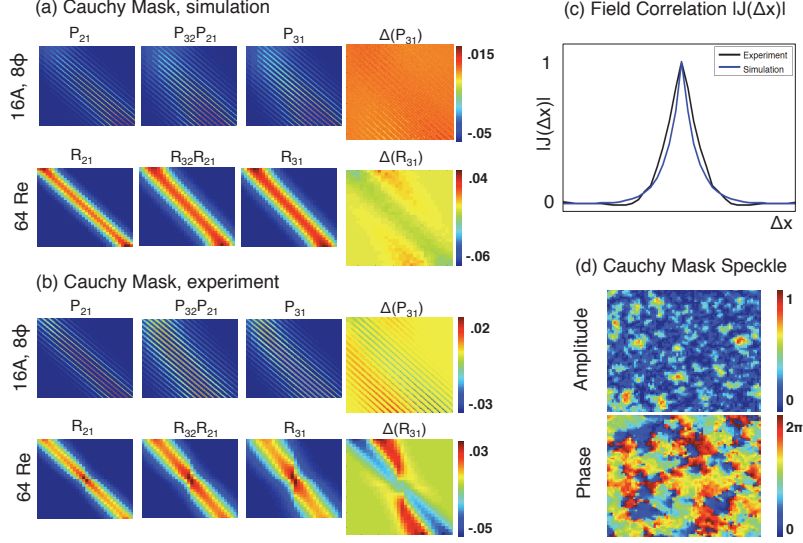 (a) Cauchy Mask, simulation
P21 P32P21 P31 Δ(P31)
16A, 8ϕ
.015
-.05
R21 R32R21 R31 Δ(R31)
64 Re
.04
-.06
(b) Cauchy Mask, experiment
P21 P32P21 P31 Δ(P31)
16A, 8ϕ
.02
-.03
R21 R32R21 R31 Δ(R31)
64 Re
.03
-.05
(c) Field Correlation |J(Δx)|
Experiment
Simulation
1
|J(Δx)|
0
Δx
(d) Cauchy Mask Speckle
Amplitude
1
0
Phase
2π
0